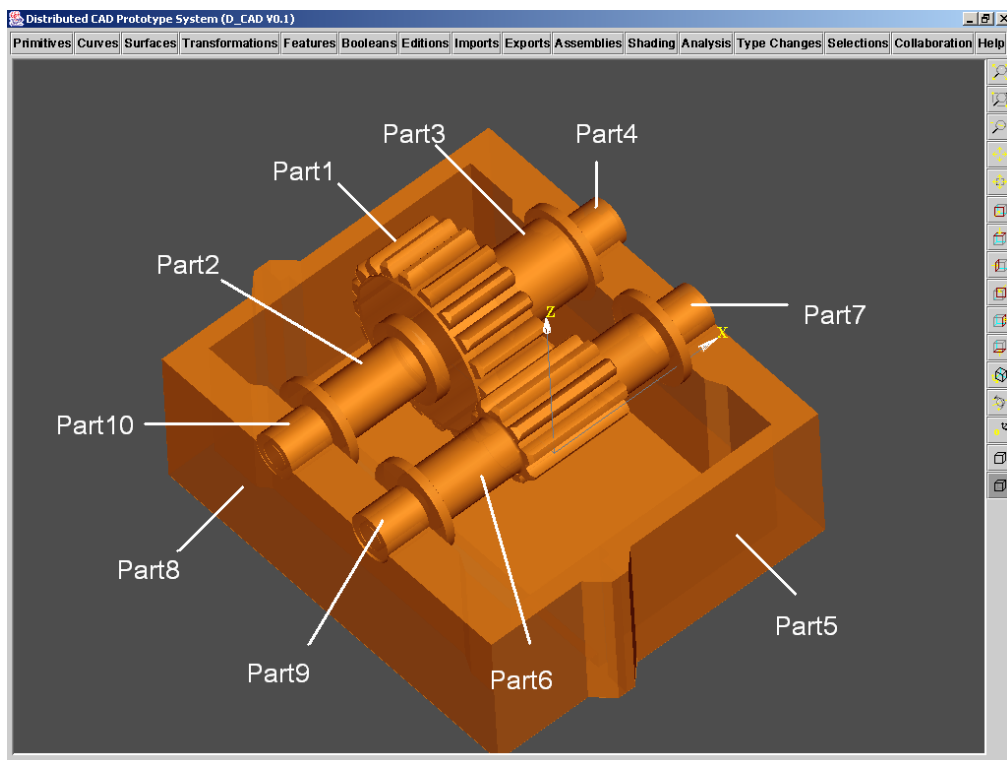 Distributed CAD Prototype System (D_CAD V0.1)
Primitives Curves Surfaces Transformations Features Booleans Editions Imports Exports Assemblies Shading Analysis Type Changes Selections Collaboration Help
Part3
Part4
Part1
Part2
Z
Part7
X
Part10
Part8
Part5
Part9
Part6